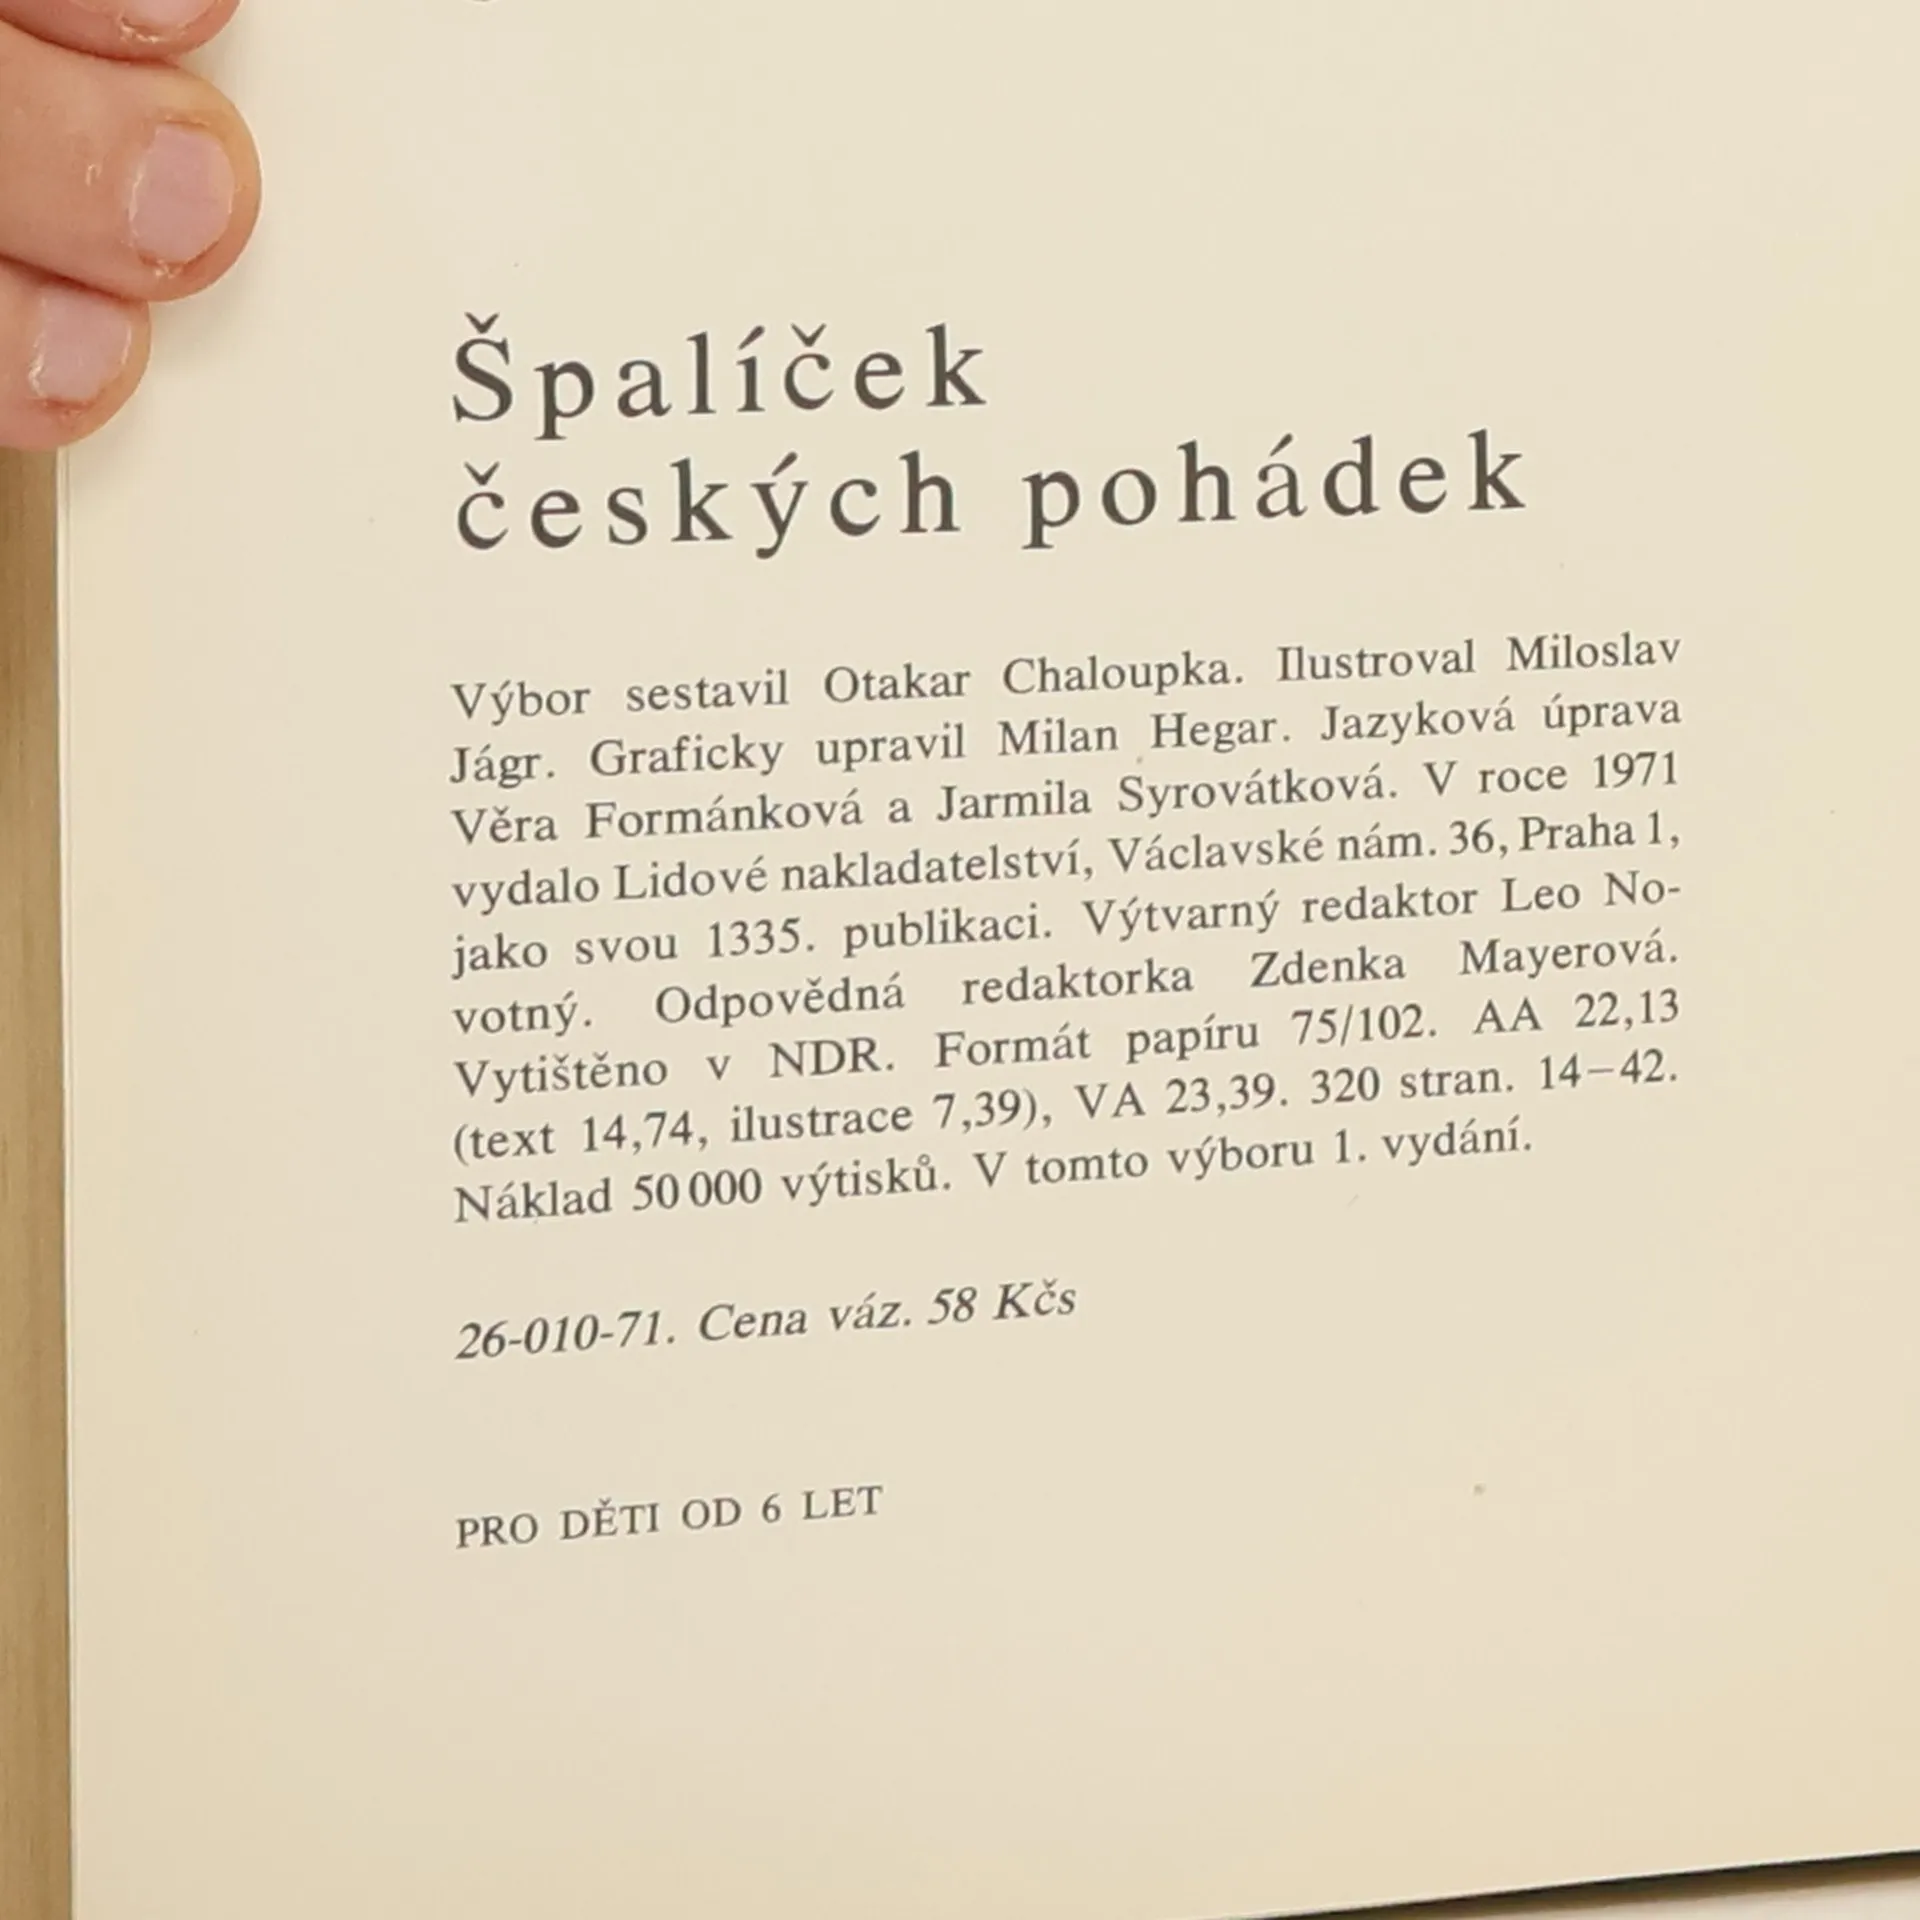 Špalíček
českých pohádek
Výbor sestavil Otakar Chaloupka. Ilustroval Miloslav
Jágr. Graficky upravil Milan Hegar. Jazyková úprava
Věra Formánková a Jarmila Syrovátková. V roce 1971
vydalo Lidové nakladatelství, Václavské nám. 36, Praha 1,
jako svou 1335. publikaci. Výtvarný redaktor Leo No-
votný. Odpovědná redaktorka Zdenka Mayerová.
Vytištěno v NDR. Formát papíru 75/102. AA 22,13
(text 14,74, ilustrace 7,39), VA 23,39. 320 stran. 14–42.
Náklad 50 000 výtisků. V tomto výboru 1. vydání.
26-010-71. Cena váz. 58 Kčs
PRO DĚTI OD 6 LET